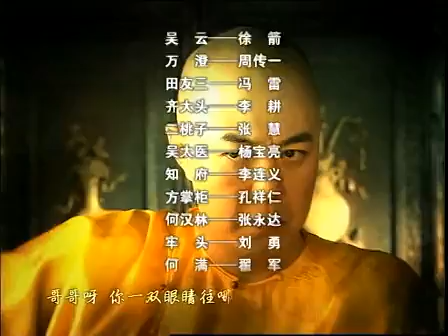 吴 云——徐 箭
万 澄——周传一
田友三——冯 雷
齐大头——李 耕
二桃子——张 慧
吴太医——杨宝亮
知 府——李连义
方掌柜——孔祥仁
何汉林——张永达
牢 头——刘 勇
何 满——翟 军
哥哥呀 你一双眼睛往哪